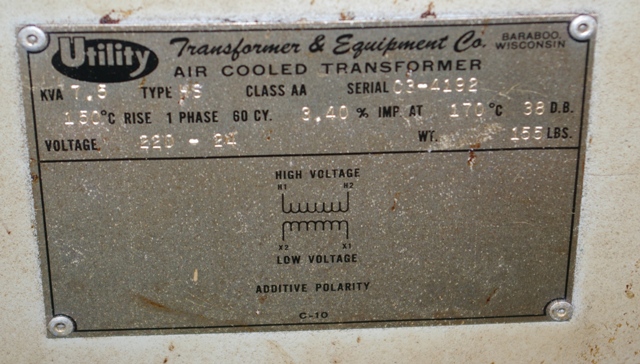 Utility Transformer & Equipment Co. BARABOO, WISCONSIN
AIR COOLED TRANSFORMER
KVA 7.5 TYPE HS CLASS AA SERIAL C3-4192
150°C RISE 1 PHASE 60 CY. 3.40 % IMP. AT 170°C 38 D.B.
VOLTAGE 220 - 24 WT. 155 LBS.
HIGH VOLTAGE
H1 H2
X2 X1
LOW VOLTAGE
ADDITIVE POLARITY
C-10